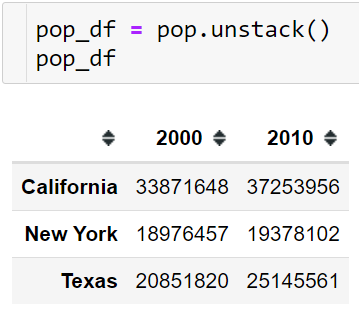 pop_df = pop.unstack()
pop_df
2000 2010
California 33871648 37253956
New York 18976457 19378102
Texas 20851820 25145561